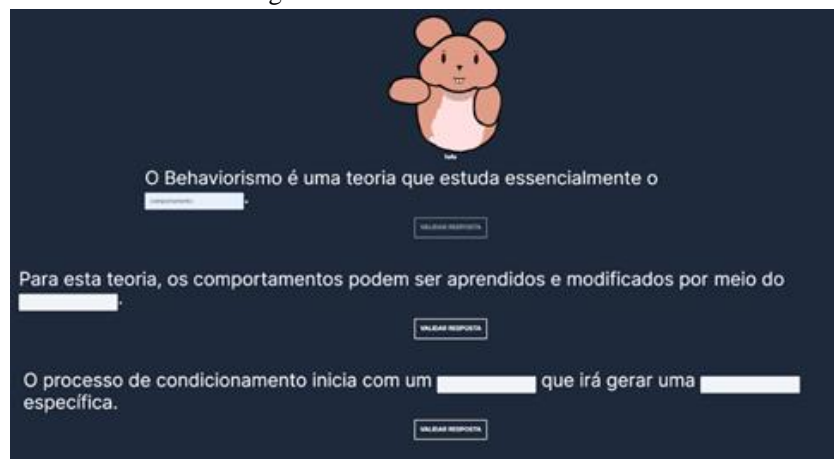 O Behaviorismo é uma teoria que estuda essencialmente o
comportamento .
VALIDAR RESPOSTA
Para esta teoria, os comportamentos podem ser aprendidos e modificados por meio do
.
VALIDAR RESPOSTA
O processo de condicionamento inicia com um que irá gerar uma
específica.
VALIDAR RESPOSTA